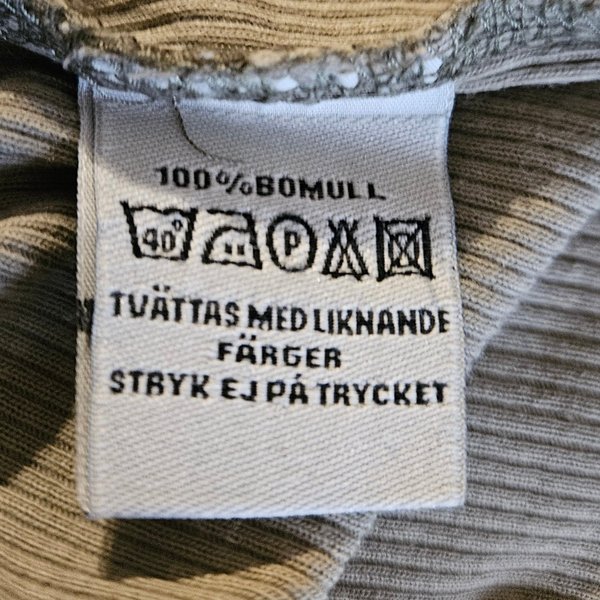 100%BOMULL
40° P
TVÄTTAS MED LIKNANDE
FÄRGER
STRYK EJ PÅ TRYCKET